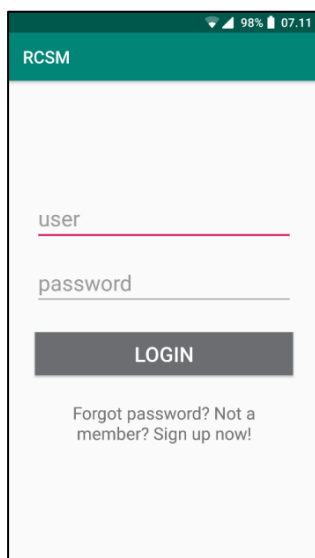 98% 07.11
RCSM
user
password
LOGIN
Forgot password? Not a
member? Sign up now!